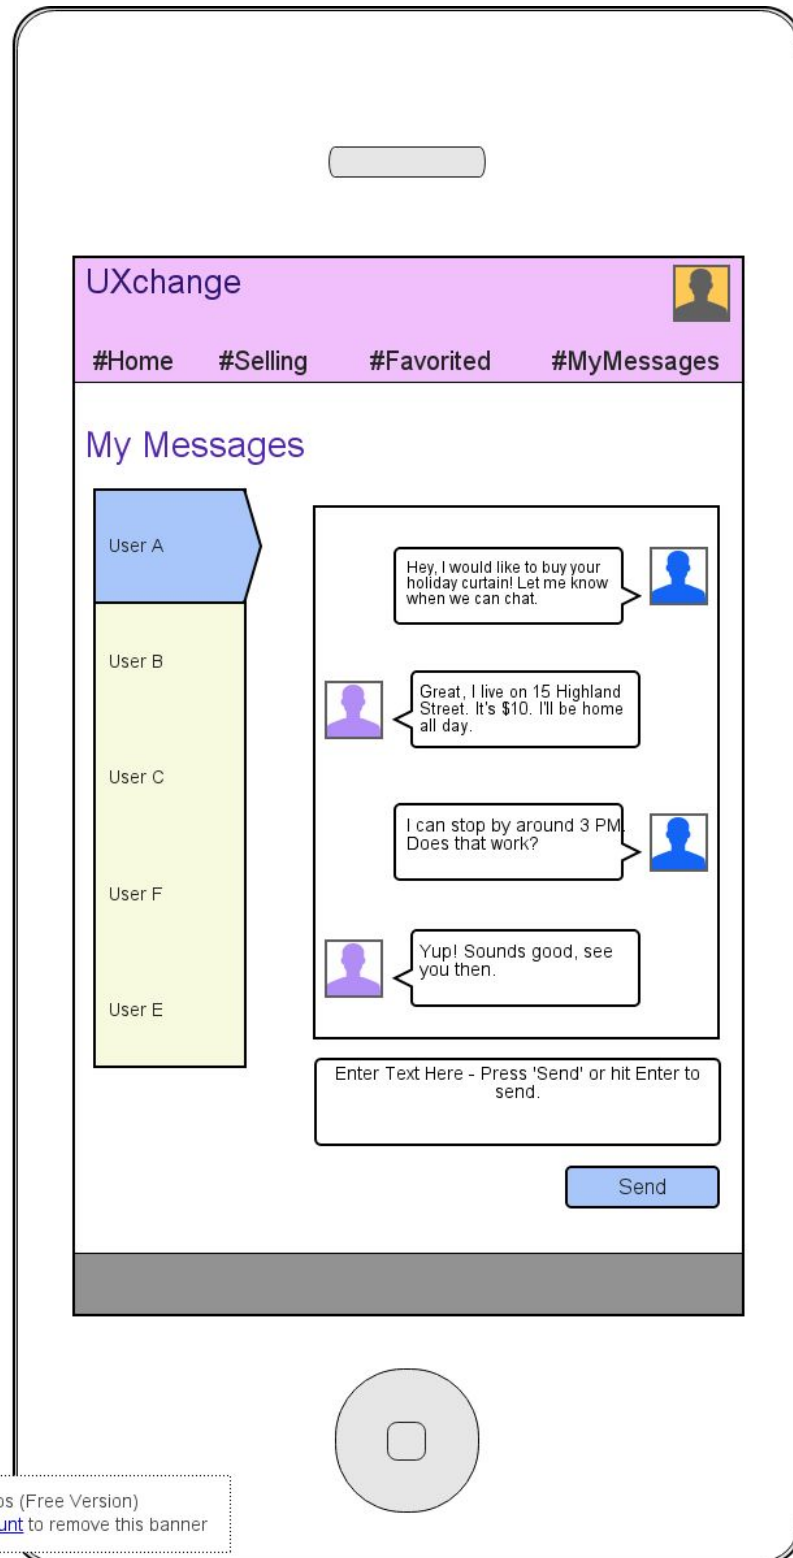 UXchange
#Home #Selling #Favorited #MyMessages
My Messages
User A
User B
User C
User F
User E
Hey, I would like to buy your
holiday curtain! Let me know
when we can chat.
Great, I live on 15 Highland
Street. It's $10. I'll be home
all day.
I can stop by around 3 PM.
Does that work?
Yup! Sounds good, see
you then.
Enter Text Here - Press 'Send' or hit Enter to
send.
Send
(Free Version)
to remove this banner